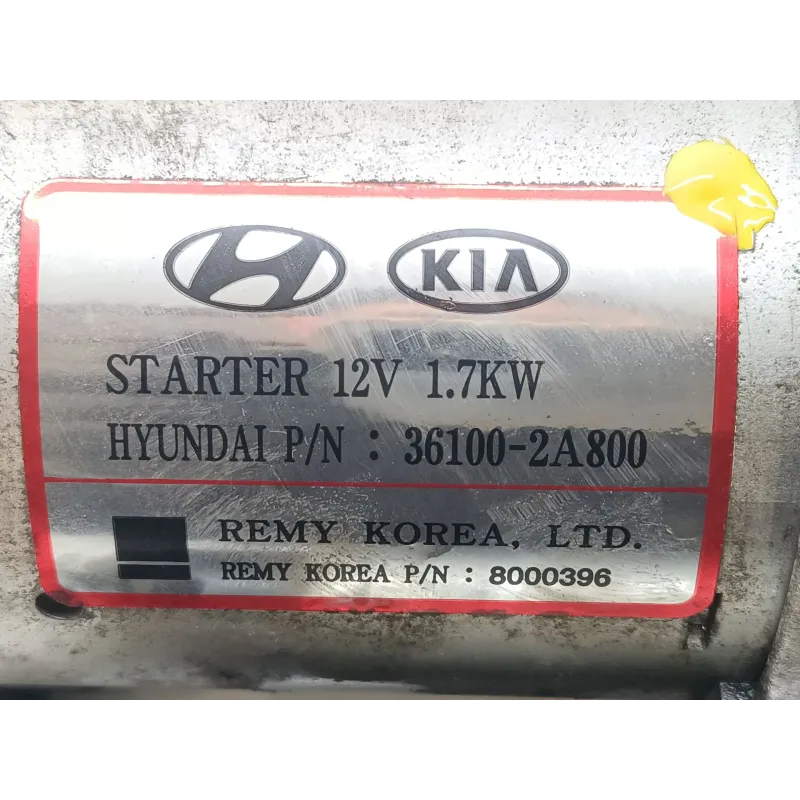 KIA
STARTER 12V 1.7KW
HYUNDAI P/N : 36100-2A800
REMY KOREA, LTD.
REMY KOREA P/N : 8000396